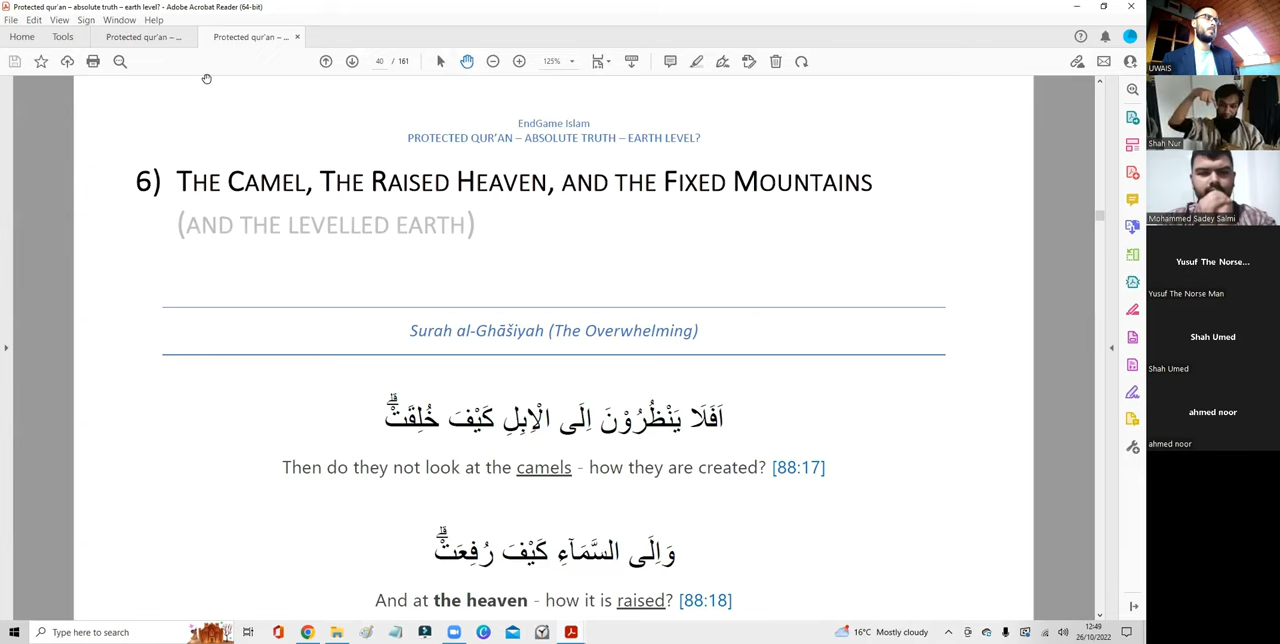 Protected qur'an – absolute truth – earth level? - Adobe Acrobat Reader (64-bit)
File Edit View Sign Window Help
Home Tools Protected qur'an – ... Protected qur'an – ... ×
40 / 161 125%
EndGame Islam
PROTECTED QUR'AN – ABSOLUTE TRUTH – EARTH LEVEL?
6) THE CAMEL, THE RAISED HEAVEN, AND THE FIXED MOUNTAINS
(AND THE LEVELLED EARTH)
Surah al-Ghāšiyah (The Overwhelming)
اَفَلَا يَنْظُرُوْنَ اِلَى الْاِبِلِ كَيْفَ خُلِقَتْۗ
Then do they not look at the camels - how they are created? [88:17]
وَاِلَى السَّمَاۤءِ كَيْفَ رُفِعَتْۗ
And at the heaven - how it is raised? [88:18]
UWAIS
Shah Nur
Mohammed Sadey Salmi
Yusuf The Norse...
Yusuf The Norse Man
Shah Umed
Shah Umed
ahmed noor
ahmed noor
Type here to search
16°C Mostly cloudy
12:49
26/10/2022